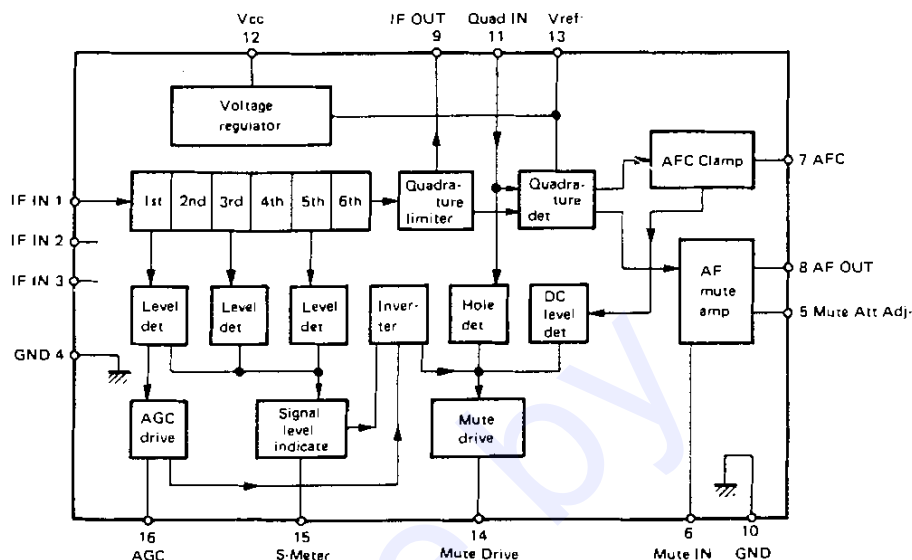 Vcc
12
IF OUT
9
Quad IN
11
Vref
13
Voltage
regulator
AFC Clamp
7 AFC
IF IN 1
1st 2nd 3rd 4th 5th 6th
Quadra-
ture
limiter
Quadra-
ture
det
IF IN 2
IF IN 3
AF
mute
amp
8 AF OUT
5 Mute Att Adj.
Level
det
Level
det
Level
det
Inver-
ter
Hole
det
DC
level
det
GND 4
AGC
drive
Signal
level
indicate
Mute
drive
16
AGC
15
S-Meter
14
Mute Drive
6
Mute IN
10
GND
by